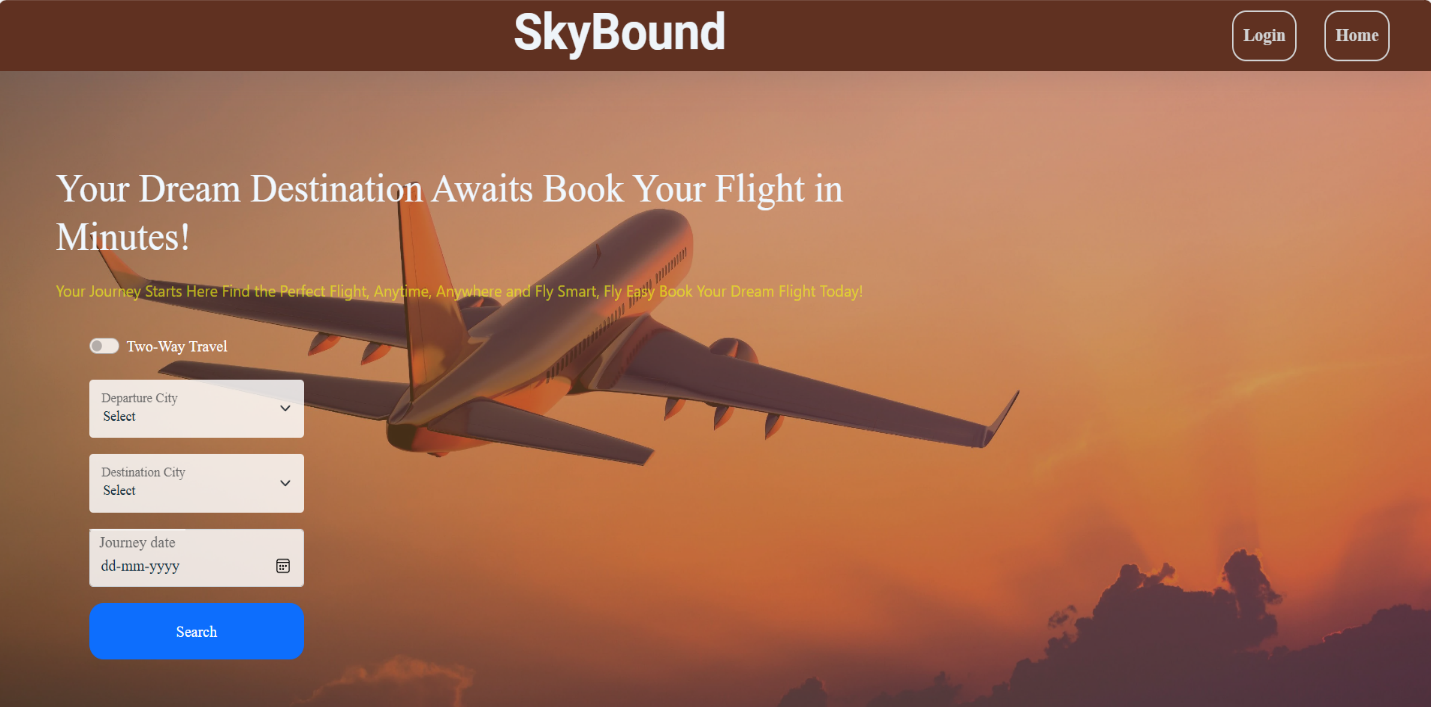 SkyBound
Login
Home
Your Dream Destination Awaits Book Your Flight in
Minutes!
Your Journey Starts Here Find the Perfect Flight, Anytime, Anywhere and Fly Smart, Fly Easy Book Your Dream Flight Today!
Two-Way Travel
Departure City
Select
Destination City
Select
Journey date
dd-mm-yyyy
Search